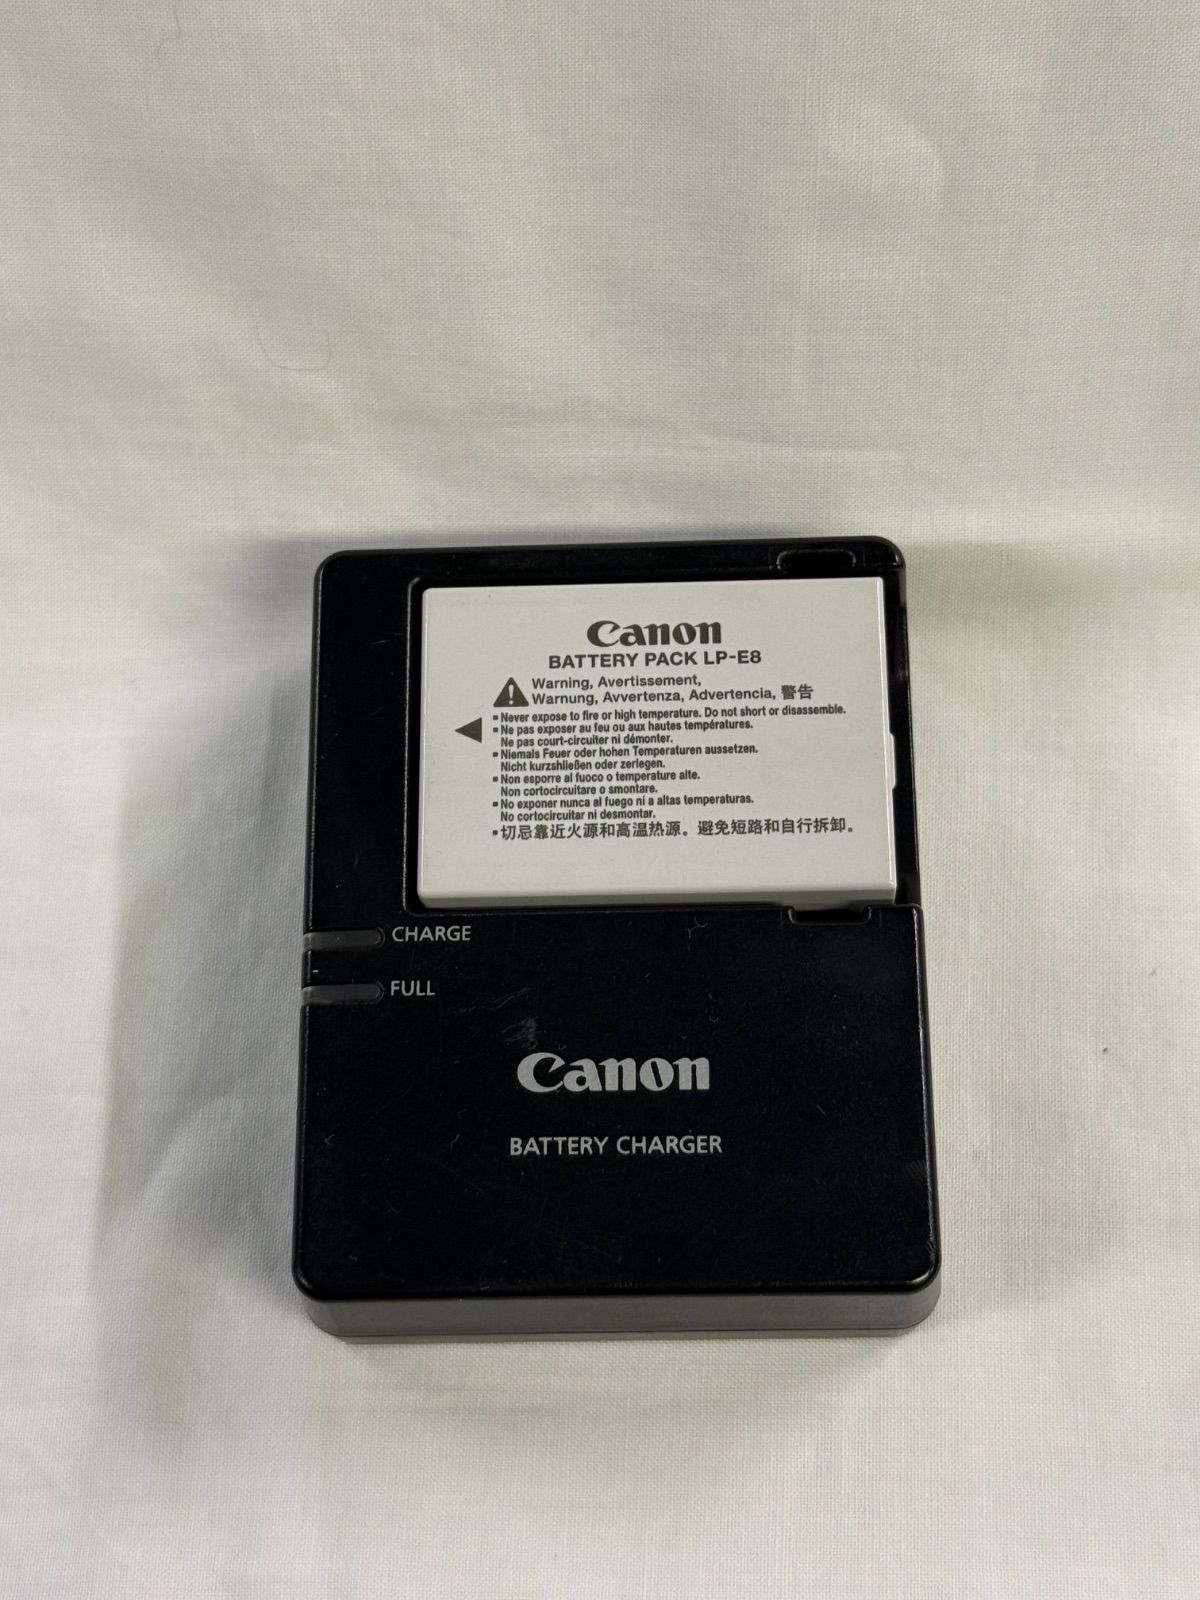 Canon
BATTERY PACK LP-E8
Warning, Avertissement,
Warnung, Avvertenza, Advertencia, 警告
▪ Never expose to fire or high temperature. Do not short or disassemble.
▪ Ne pas exposer au feu ou aux hautes températures.
Ne pas court-circuiter ni démonter.
▪ Niemals Feuer oder hohen Temperaturen aussetzen.
Nicht kurzshließen oder zerlegen.
▪ Non esporre al fuoco o temperature alte.
Non cortocircuitare o smontare.
▪ No exponer nunca al fuego ni a altas temperaturas.
No cortocircuitar ni desmontar.
▪ 切忌靠近火源和高温热源。避免短路和自行拆卸。
CHARGE
FULL
Canon
BATTERY CHARGER